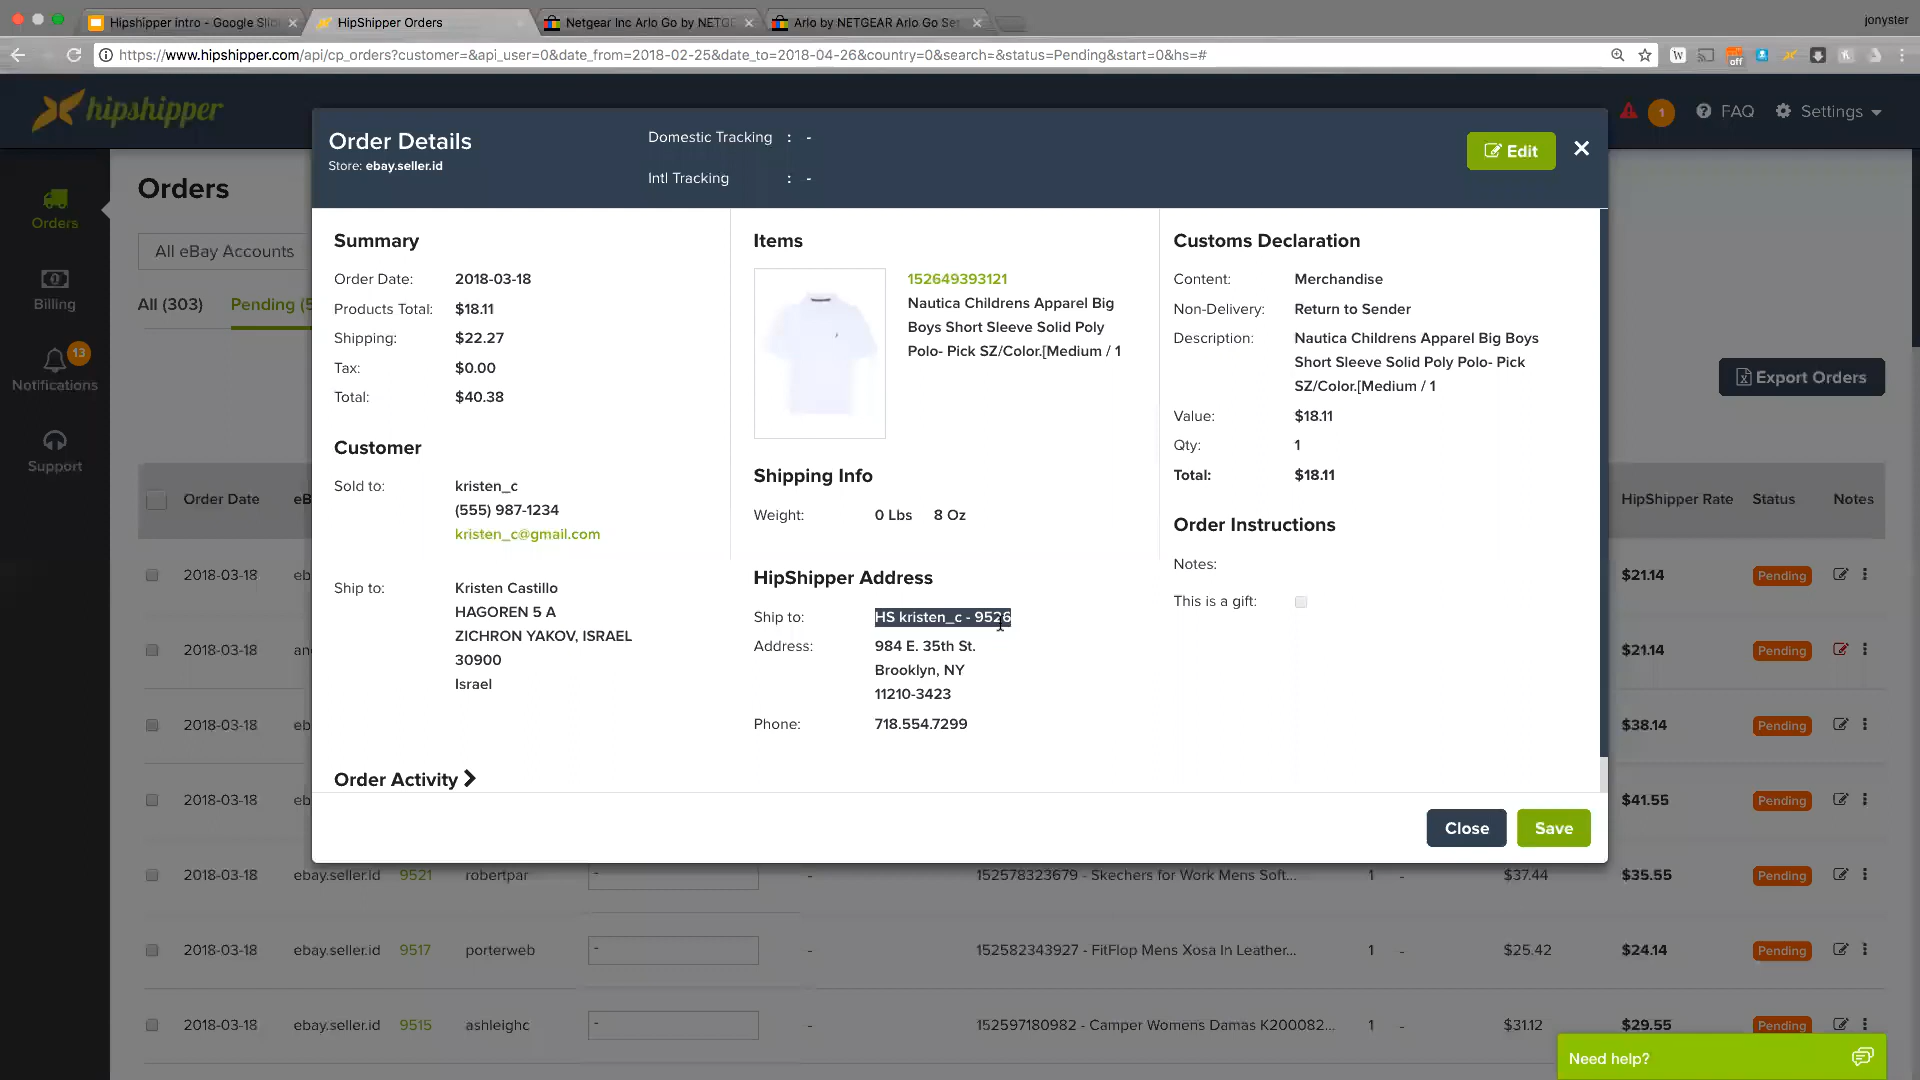 Hipshipper intro - Google Slid
HipShipper Orders
Netgear Inc Arlo Go by NETGE
Arlo by NETGEAR Arlo Go Se
jonyster
https://www.hipshipper.com/api/cp_orders?customer=&api_user=0&date_from=2018-02-25&date_to=2018-04-26&country=0&search=&status=Pending&start=0&hs=#
W
off
hipshipper
1
FAQ
Settings
Orders
Billing
13
Notifications
Support
Orders
All eBay Accounts
All (303)
Pending (5
Export Orders
Order Details
Store: ebay.seller.id
Domestic Tracking : -
Intl Tracking : -
Edit
Summary
Order Date: 2018-03-18
Products Total: $18.11
Shipping: $22.27
Tax: $0.00
Total: $40.38
Customer
Sold to: kristen_c
(555) 987-1234
kristen_c@gmail.com
Ship to: Kristen Castillo
HAGOREN 5 A
ZICHRON YAKOV, ISRAEL
30900
Israel
Order Activity
Items
152649393121
Nautica Childrens Apparel Big
Boys Short Sleeve Solid Poly
Polo- Pick SZ/Color.[Medium / 1
Shipping Info
Weight: 0 Lbs 8 Oz
HipShipper Address
Ship to: HS kristen_c - 9526
Address: 984 E. 35th St.
Brooklyn, NY
11210-3423
Phone: 718.554.7299
Customs Declaration
Content: Merchandise
Non-Delivery: Return to Sender
Description: Nautica Childrens Apparel Big Boys
Short Sleeve Solid Poly Polo- Pick
SZ/Color.[Medium / 1
Value: $18.11
Qty: 1
Total: $18.11
Order Instructions
Notes:
This is a gift:
Close
Save
Order Date eB HipShipper Rate Status Notes
2018-03-18 eb $21.14 Pending
2018-03-18 an $21.14 Pending
2018-03-18 eb $38.14 Pending
2018-03-18 eb $41.55 Pending
2018-03-18 ebay.seller.id 9521 robertpar - - 152578323679 - Skechers for Work Mens Soft... 1 - $37.44 $35.55 Pending
2018-03-18 ebay.seller.id 9517 porterweb - - 152582343927 - FitFlop Mens Xosa In Leather... 1 - $25.42 $24.14 Pending
2018-03-18 ebay.seller.id 9515 ashleighc - - 152597180982 - Camper Womens Damas K200082... 1 - $31.12 $29.55 Pending
Need help?